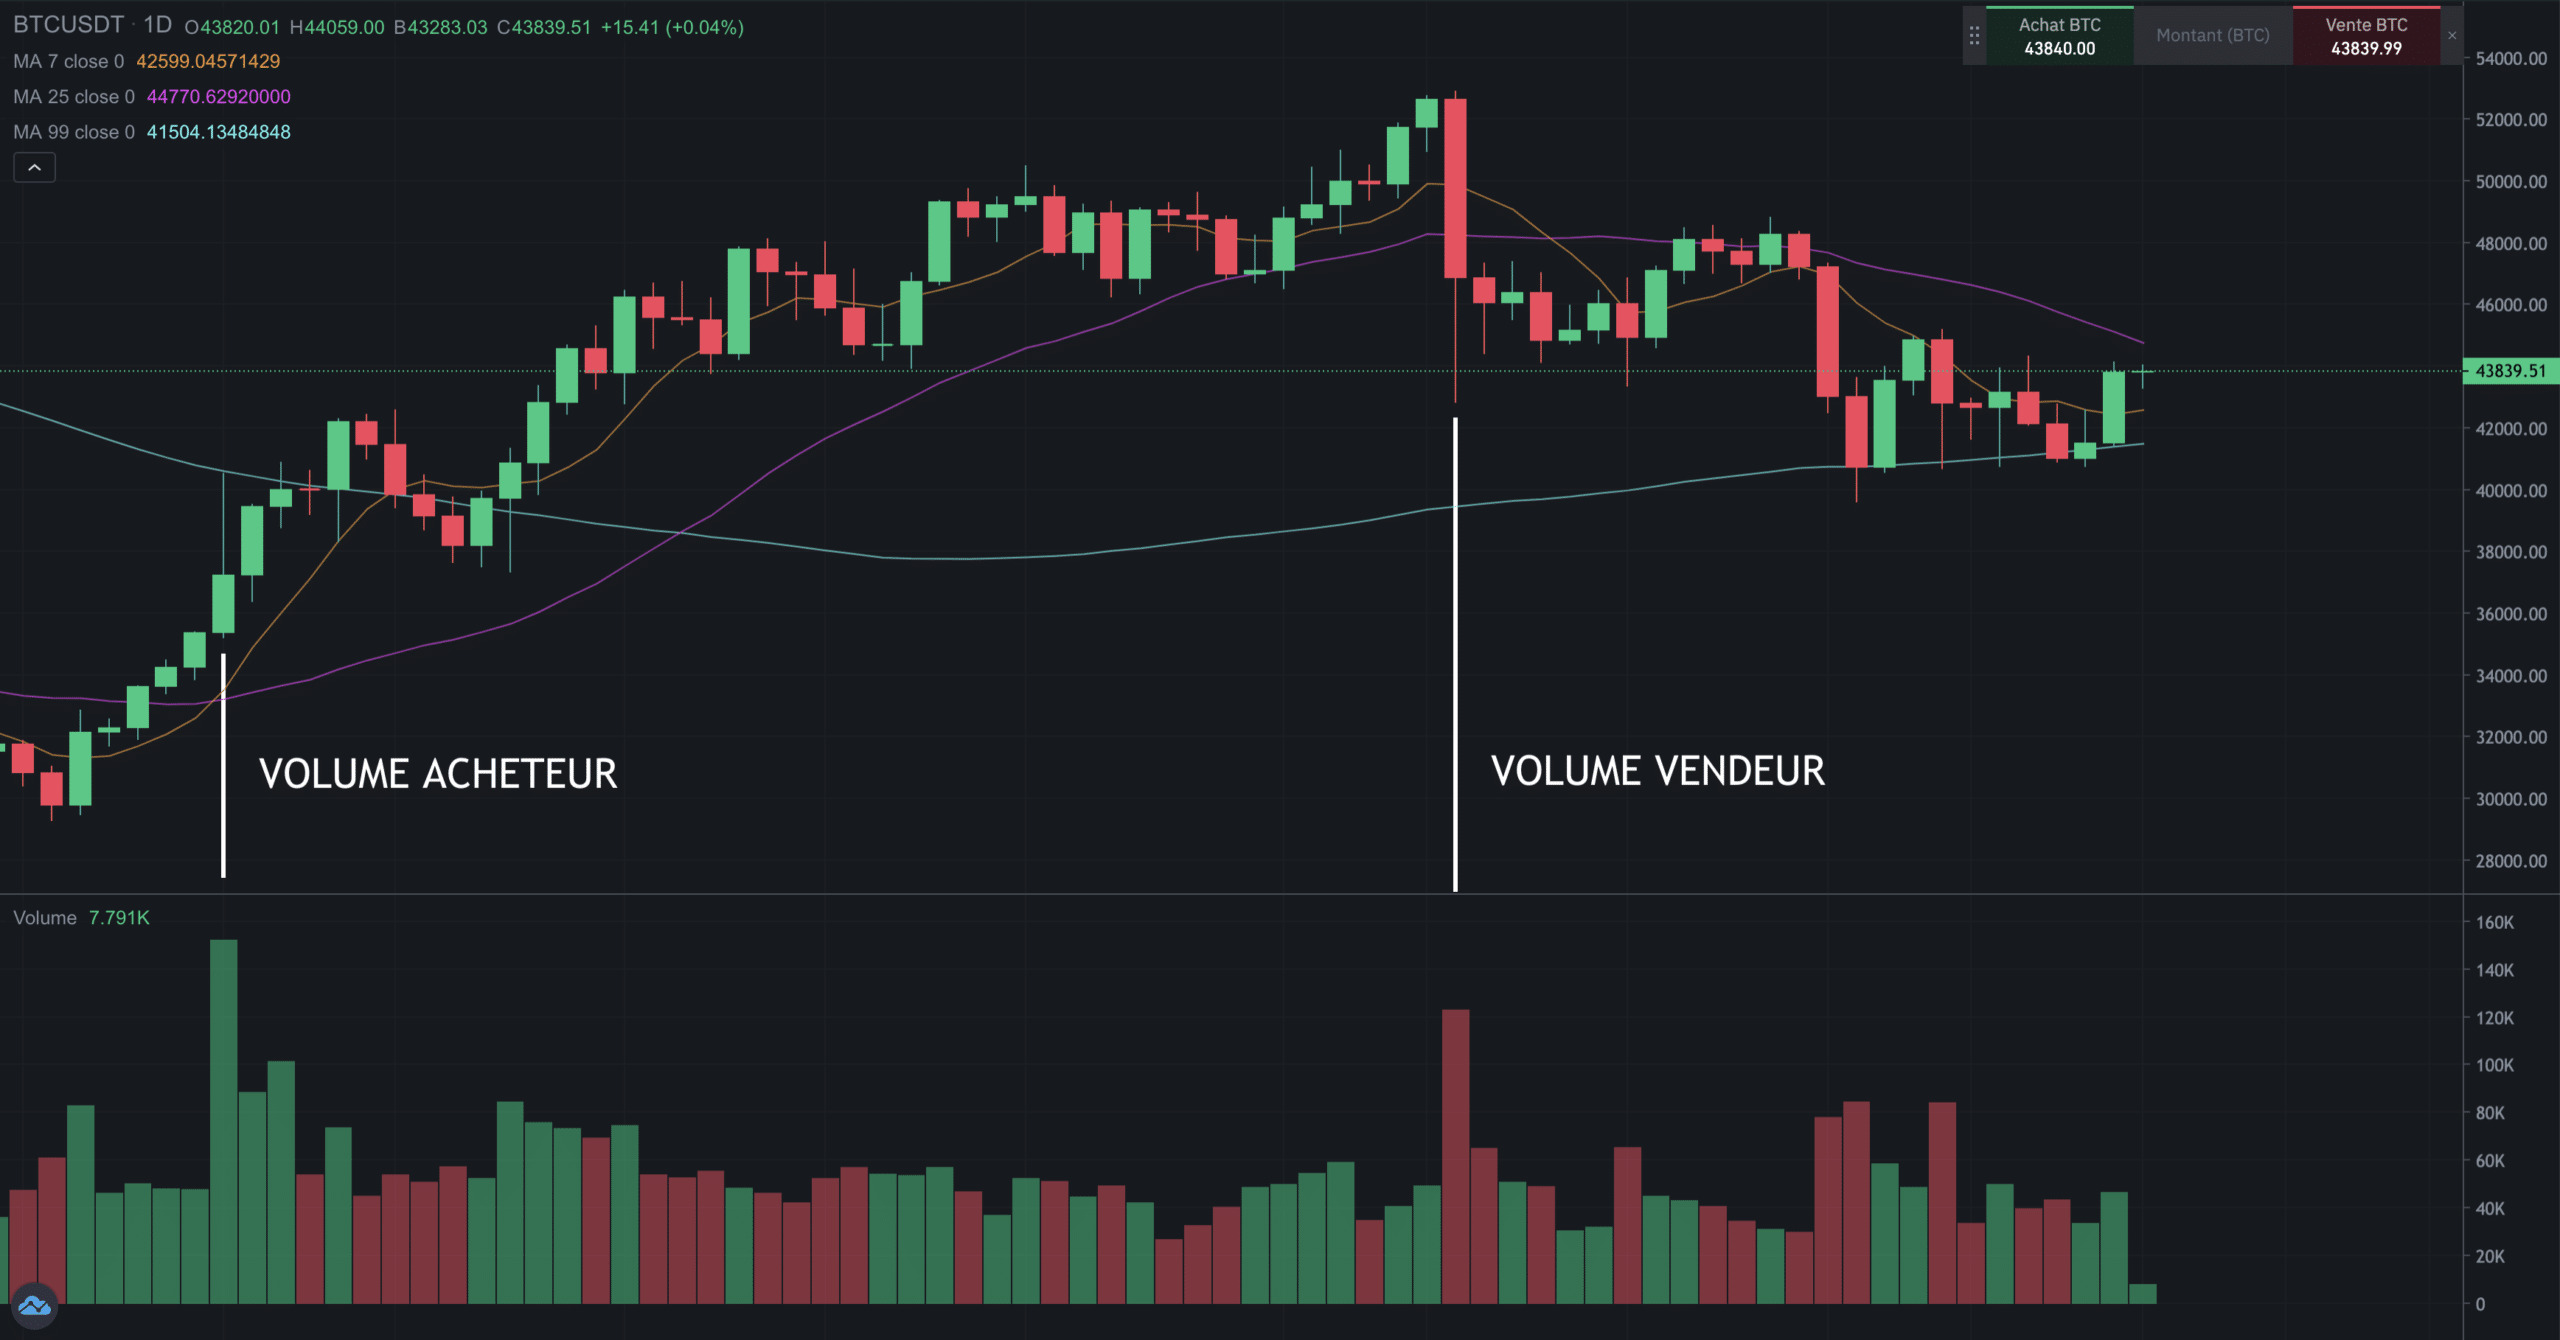 BTCUSDT · 1D O43820.01 H44059.00 B43283.03 C43839.51 +15.41 (+0.04%)
MA 7 close 0 42599.04571429
MA 25 close 0 44770.62920000
MA 99 close 0 41504.13484848
Achat BTC
43840.00
Montant (BTC)
Vente BTC
43839.99
×
54000.00
52000.00
50000.00
48000.00
46000.00
43839.51
42000.00
40000.00
38000.00
36000.00
34000.00
32000.00
30000.00
28000.00
VOLUME ACHETEUR
VOLUME VENDEUR
Volume 7.791K
160K
140K
120K
100K
80K
60K
40K
20K
0